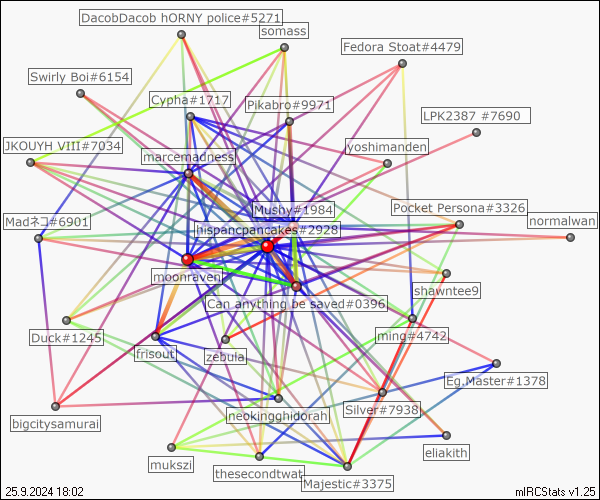 DacobDacob hORNY police#5271
somass
Fedora Stoat#4479
Swirly Boi#6154
Cypha#1717
Pikabro#9971
LPK2387 #7690
JKOUYH VIII#7034
yoshimanden
marcemadness
Mushy#1984
Pocket Persona#3326
Madネコ#6901
hispancpancakes#2928
normalwan
moonraven
shawntee9
Can anything be saved#0396
Duck#1245
frisout
zebula
ming#4742
Eg.Master#1378
bigcitysamurai
neokingghidorah
Silver#7938
eliakith
mukszi
thesecondtwat
Majestic#3375
25.9.2024 18:02
mIRCStats v1.25